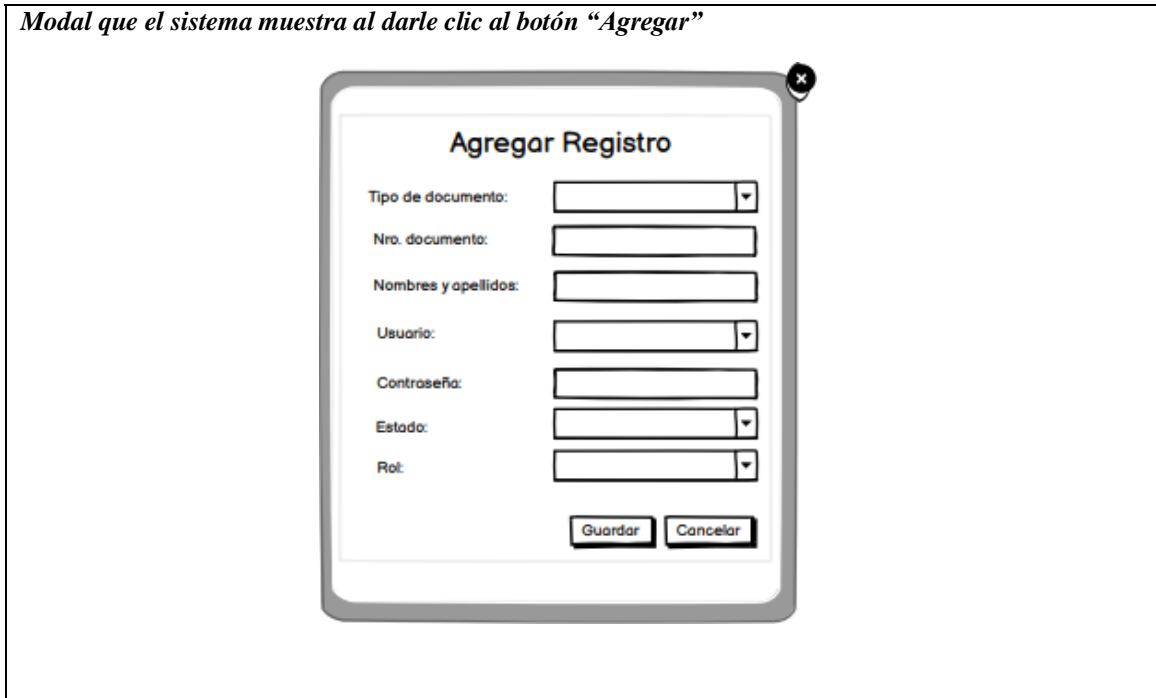 Modal que el sistema muestra al darle clic al botón “Agregar”
Agregar Registro
Tipo de documento:
Nro. documento:
Nombres y apellidos:
Usuario:
Contraseña:
Estado:
Rol:
Guardar Cancelar